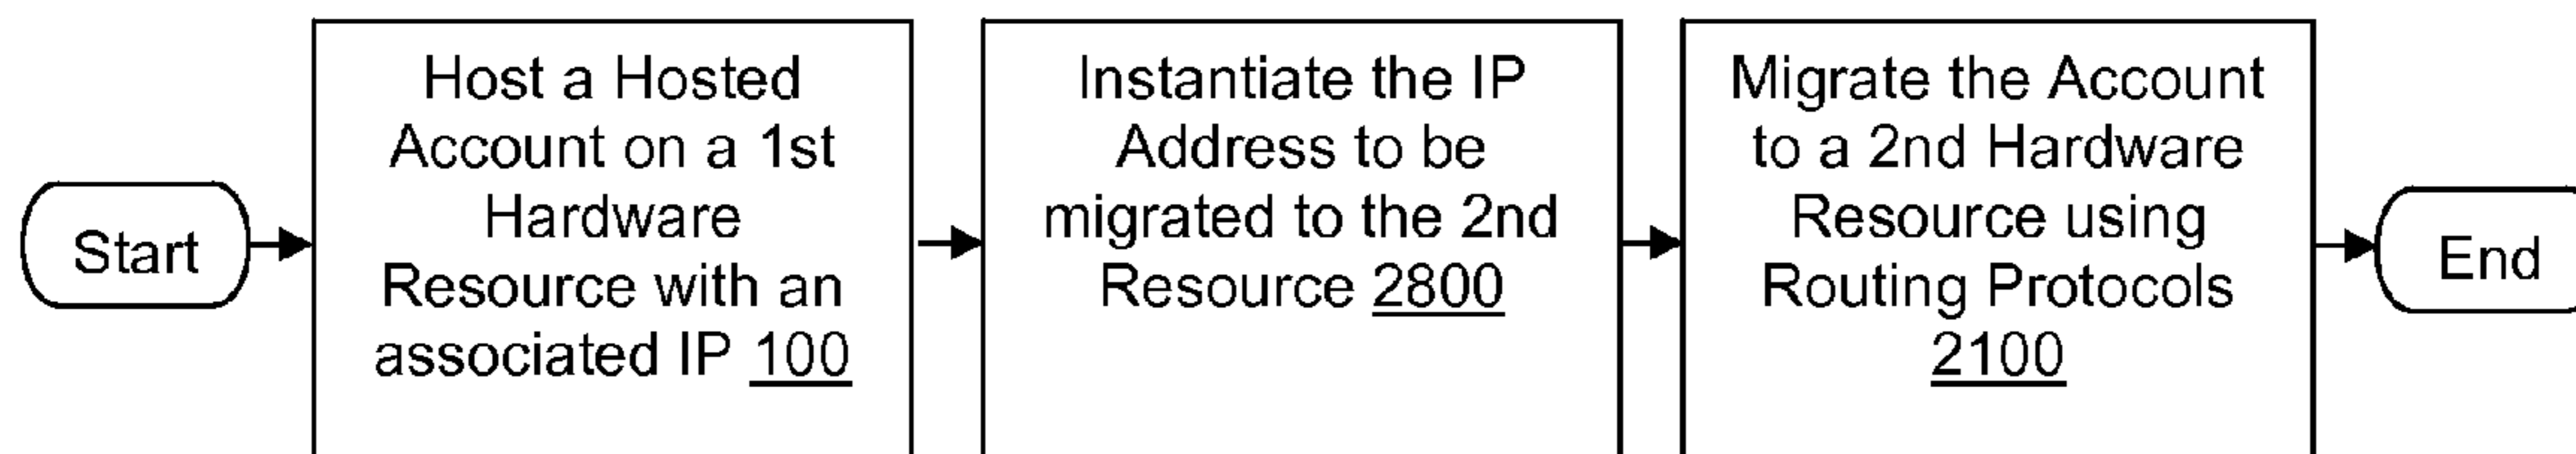 Start
Host a Hosted
Account on a 1st
Hardware
Resource with an
associated IP 100
Instantiate the IP
Address to be
migrated to the 2nd
Resource 2800
Migrate the Account
to a 2nd Hardware
Resource using
Routing Protocols
2100
End